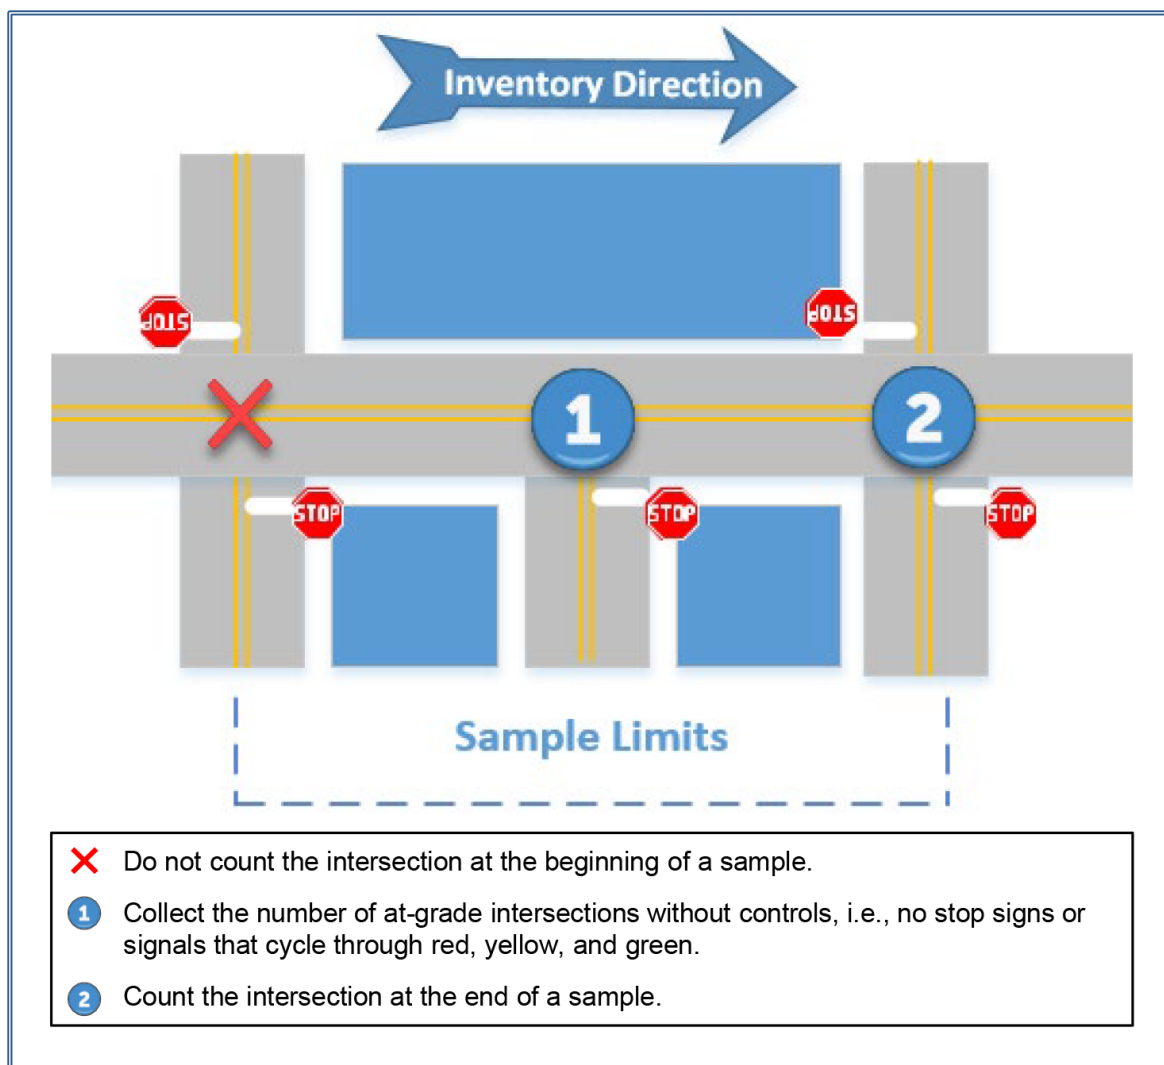 Inventory Direction
STOP
STOP
1
2
STOP
STOP
STOP
Sample Limits
Do not count the intersection at the beginning of a sample.
1 Collect the number of at-grade intersections without controls, i.e., no stop signs or
signals that cycle through red, yellow, and green.
2 Count the intersection at the end of a sample.